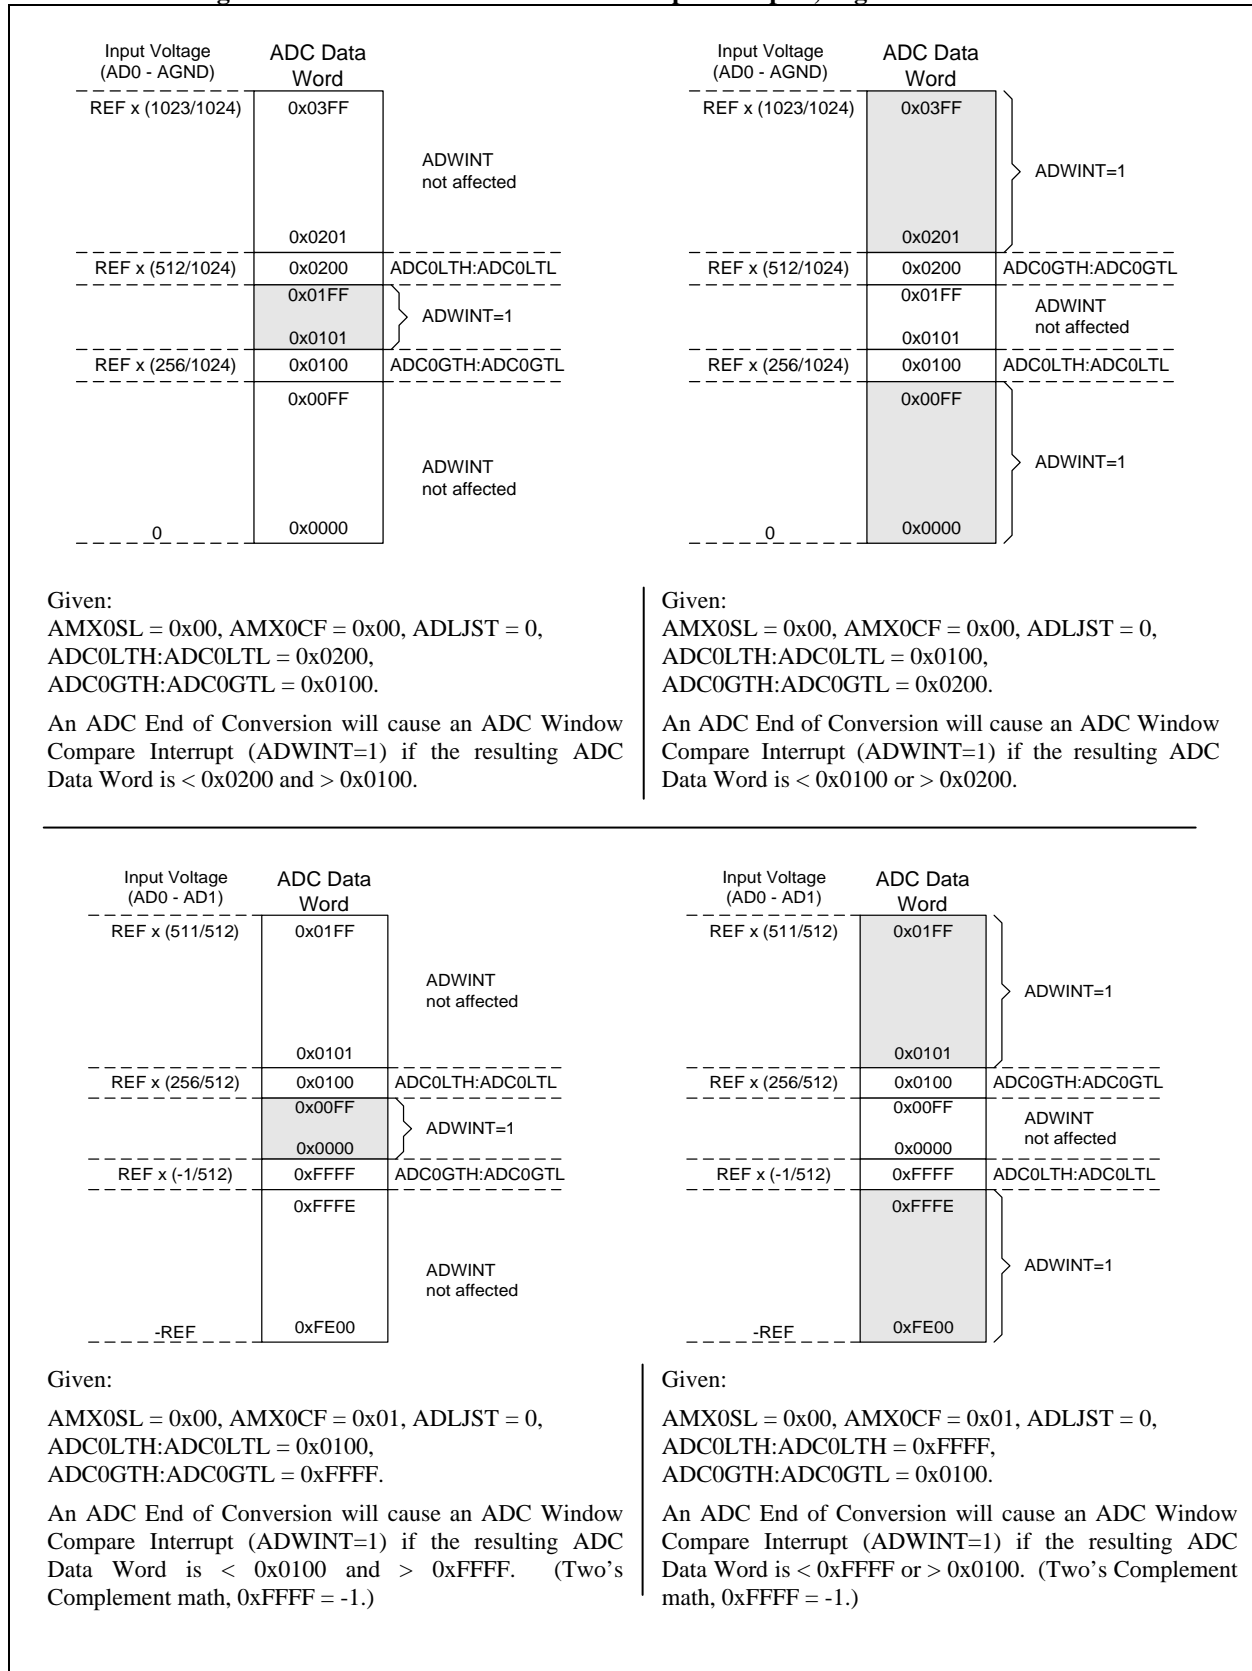 Input Voltage
(AD0 - AGND)
ADC Data
Word
REF x (1023/1024)
0x03FF
ADWINT
not affected
0x0201
REF x (512/1024)
0x0200
ADC0LTH:ADC0LTL
0x01FF
ADWINT=1
0x0101
REF x (256/1024)
0x0100
ADC0GTH:ADC0GTL
0x00FF
ADWINT
not affected
0
0x0000
Given:
AMX0SL = 0x00, AMX0CF = 0x00, ADLJST = 0,
ADC0LTH:ADC0LTL = 0x0200,
ADC0GTH:ADC0GTL = 0x0100.
An ADC End of Conversion will cause an ADC Window
Compare Interrupt (ADWINT=1) if the resulting ADC
Data Word is < 0x0200 and > 0x0100.
Input Voltage
(AD0 - AGND)
ADC Data
Word
REF x (1023/1024)
0x03FF
ADWINT=1
0x0201
REF x (512/1024)
0x0200
ADC0GTH:ADC0GTL
0x01FF
ADWINT
not affected
0x0101
REF x (256/1024)
0x0100
ADC0LTH:ADC0LTL
0x00FF
ADWINT=1
0
0x0000
Given:
AMX0SL = 0x00, AMX0CF = 0x00, ADLJST = 0,
ADC0LTH:ADC0LTL = 0x0100,
ADC0GTH:ADC0GTL = 0x0200.
An ADC End of Conversion will cause an ADC Window
Compare Interrupt (ADWINT=1) if the resulting ADC
Data Word is < 0x0100 or > 0x0200.
Input Voltage
(AD0 - AD1)
ADC Data
Word
REF x (511/512)
0x01FF
ADWINT
not affected
0x0101
REF x (256/512)
0x0100
ADC0LTH:ADC0LTL
0x00FF
ADWINT=1
0x0000
REF x (-1/512)
0xFFFF
ADC0GTH:ADC0GTL
0xFFFE
ADWINT
not affected
-REF
0xFE00
Given:
AMX0SL = 0x00, AMX0CF = 0x01, ADLJST = 0,
ADC0LTH:ADC0LTL = 0x0100,
ADC0GTH:ADC0GTL = 0xFFFF.
An ADC End of Conversion will cause an ADC Window
Compare Interrupt (ADWINT=1) if the resulting ADC
Data Word is < 0x0100 and > 0xFFFF. (Two's
Complement math, 0xFFFF = -1.)
Input Voltage
(AD0 - AD1)
ADC Data
Word
REF x (511/512)
0x01FF
ADWINT=1
0x0101
REF x (256/512)
0x0100
ADC0GTH:ADC0GTL
0x00FF
ADWINT
not affected
0x0000
REF x (-1/512)
0xFFFF
ADC0LTH:ADC0LTL
0xFFFE
ADWINT=1
-REF
0xFE00
Given:
AMX0SL = 0x00, AMX0CF = 0x01, ADLJST = 0,
ADC0LTH:ADC0LTH = 0xFFFF,
ADC0GTH:ADC0GTL = 0x0100.
An ADC End of Conversion will cause an ADC Window
Compare Interrupt (ADWINT=1) if the resulting ADC
Data Word is < 0xFFFF or > 0x0100. (Two's Complement
math, 0xFFFF = -1.)